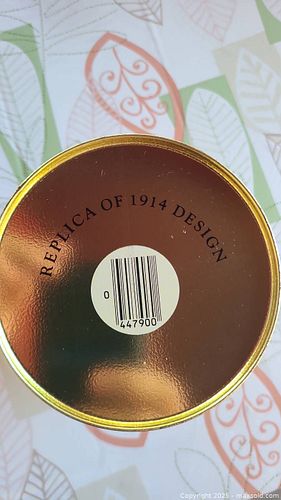 REPLICA OF 1914 DESIGN
0
447900
Copyright 2025 - maxsold.com